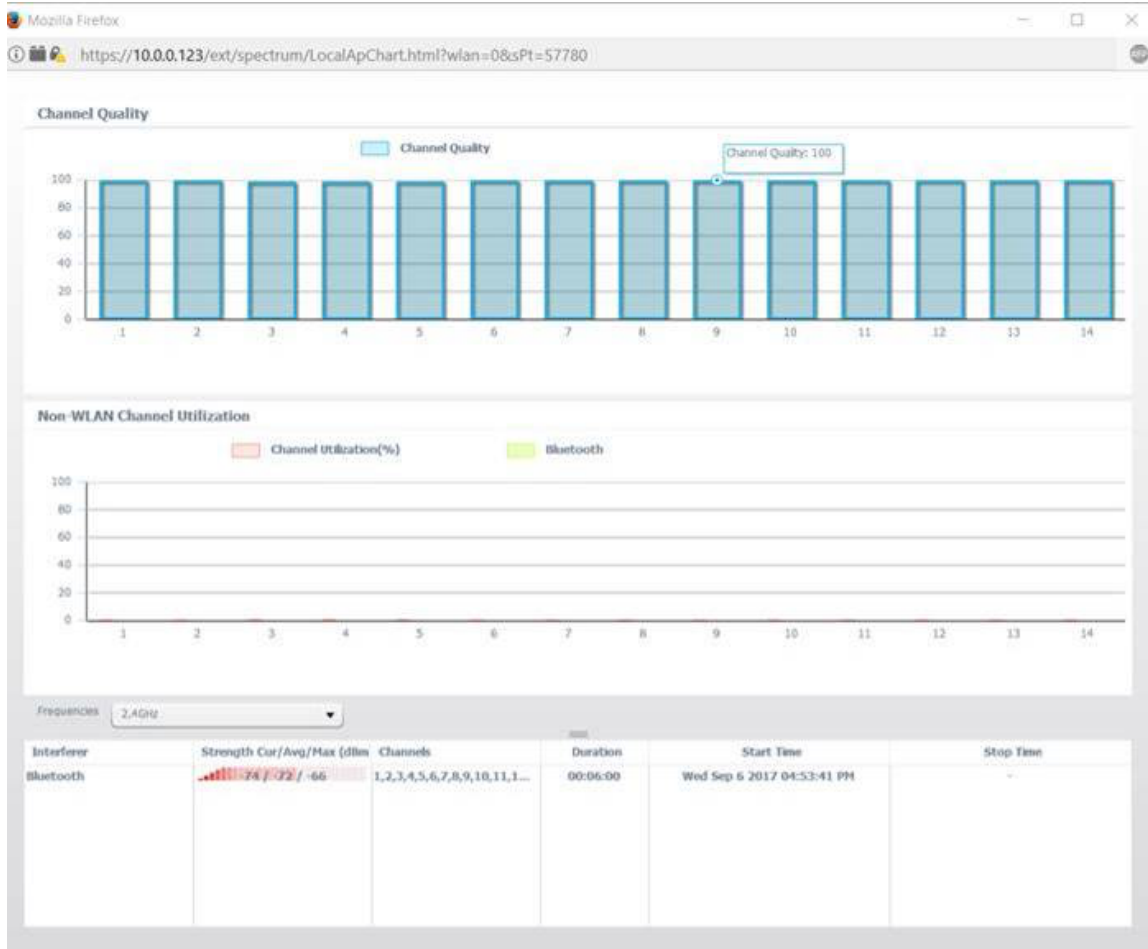 Mozilla Firefox
https://10.0.0.123/ext/spectrum/LocalApChart.html?wlan=0&sPt=57780
Channel Quality
Channel Quality
Channel Quality: 100
100
80
60
40
20
0
1 2 3 4 5 6 7 8 9 10 11 12 13 14
Non-WLAN Channel Utilization
Channel Utilization(%) Bluetooth
100
80
60
40
20
0
1 2 3 4 5 6 7 8 9 10 11 12 13 14
Frequencies 2.4GHz
Interferer Strength Cur/Avg/Max (dBm Channels Duration Start Time Stop Time
Bluetooth -74 / -72 / -66 1,2,3,4,5,6,7,8,9,10,11,1... 00:06:00 Wed Sep 6 2017 04:53:41 PM -